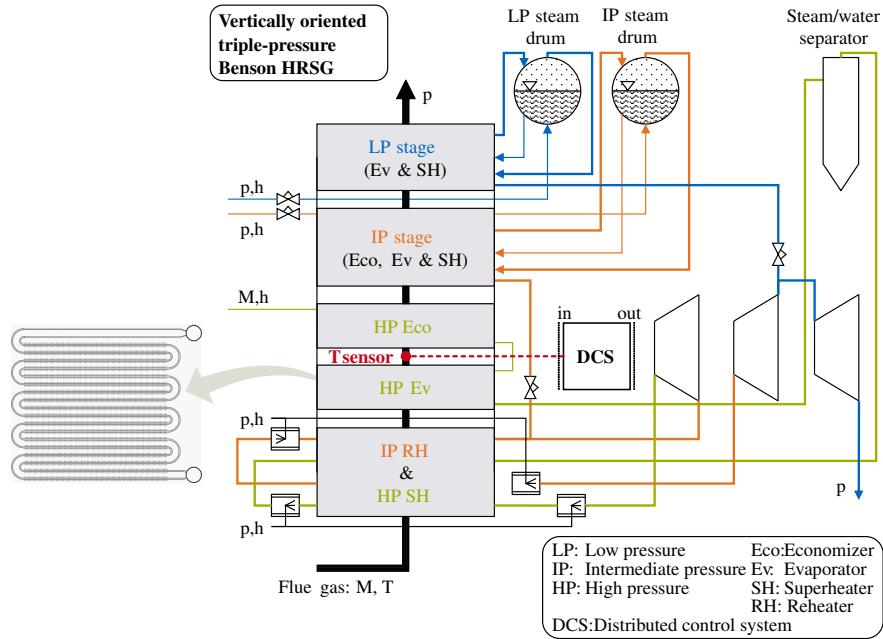 Vertically oriented
triple-pressure
Benson HRSG
LP steam
drum
IP steam
drum
Steam/water
separator
p
LP stage
(Ev & SH)
p,h
p,h
IP stage
(Eco, Ev & SH)
M,h
HP Eco
in
out
T sensor
DCS
HP Ev
p,h
IP RH
&
HP SH
p,h
p
Flue gas: M, T
LP: Low pressure
Eco:Economizer
IP: Intermediate pressure
Ev: Evaporator
HP: High pressure
SH: Superheater
RH: Reheater
DCS:Distributed control system